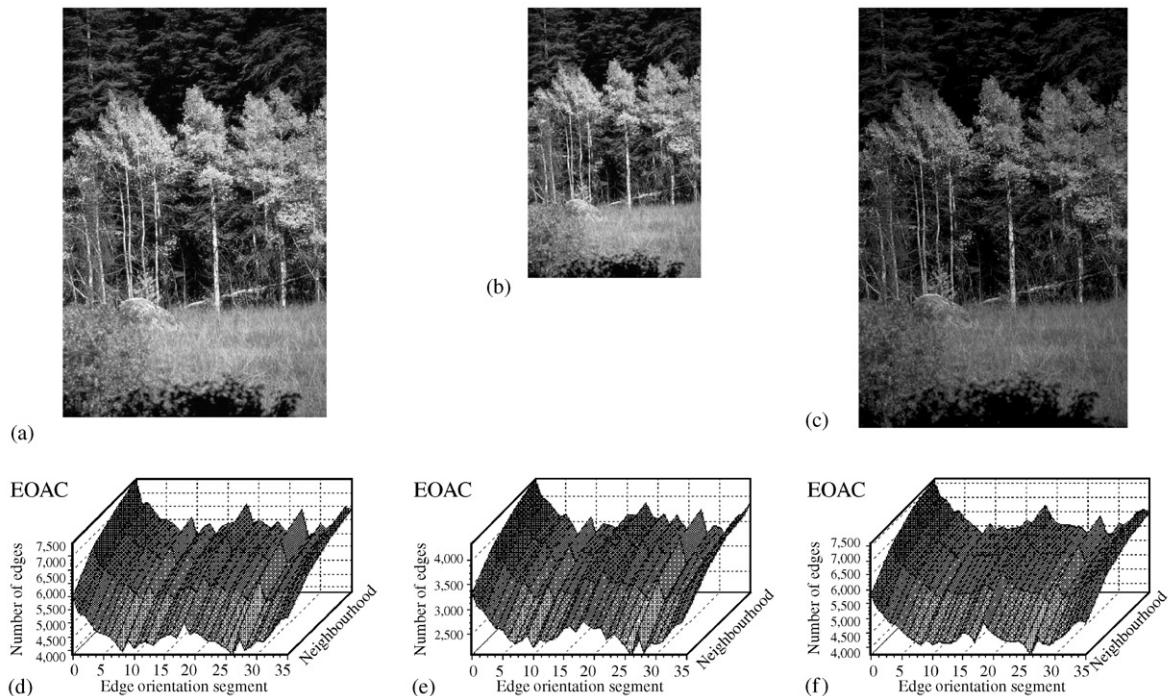 (a)
(b)
(c)
EOAC
Number of edges
7,500
7,000
6,500
6,000
5,500
5,000
4,500
4,000
0 5 10 15 20 25 30 35
Edge orientation segment
Neighbourhood
(d)
EOAC
Number of edges
4,000
3,500
3,000
2,500
0 5 10 15 20 25 30 35
Edge orientation segment
Neighbourhood
(e)
EOAC
Number of edges
7,500
7,000
6,500
6,000
5,500
5,000
4,500
4,000
0 5 10 15 20 25 30 35
Edge orientation segment
Neighbourhood
(f)